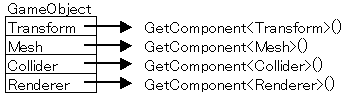 GameObject
Transform GetComponent<Transform>()
Mesh GetComponent<Mesh>()
Collider GetComponent<Collider>()
Renderer GetComponent<Renderer>()